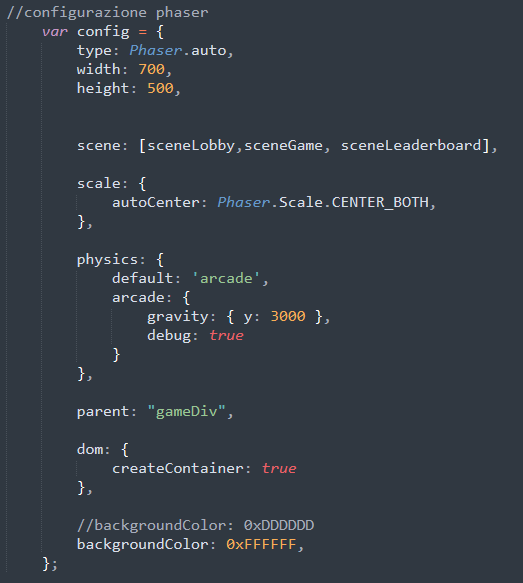 //configurazione phaser
var config = {
type: Phaser.auto,
width: 700,
height: 500,
scene: [sceneLobby,sceneGame, sceneLeaderboard],
scale: {
autoCenter: Phaser.Scale.CENTER_BOTH,
},
physics: {
default: 'arcade',
arcade: {
gravity: { y: 3000 },
debug: true
}
},
parent: "gameDiv",
dom: {
createContainer: true
},
//backgroundColor: 0xDDDDDD
backgroundColor: 0xFFFFFF,
};